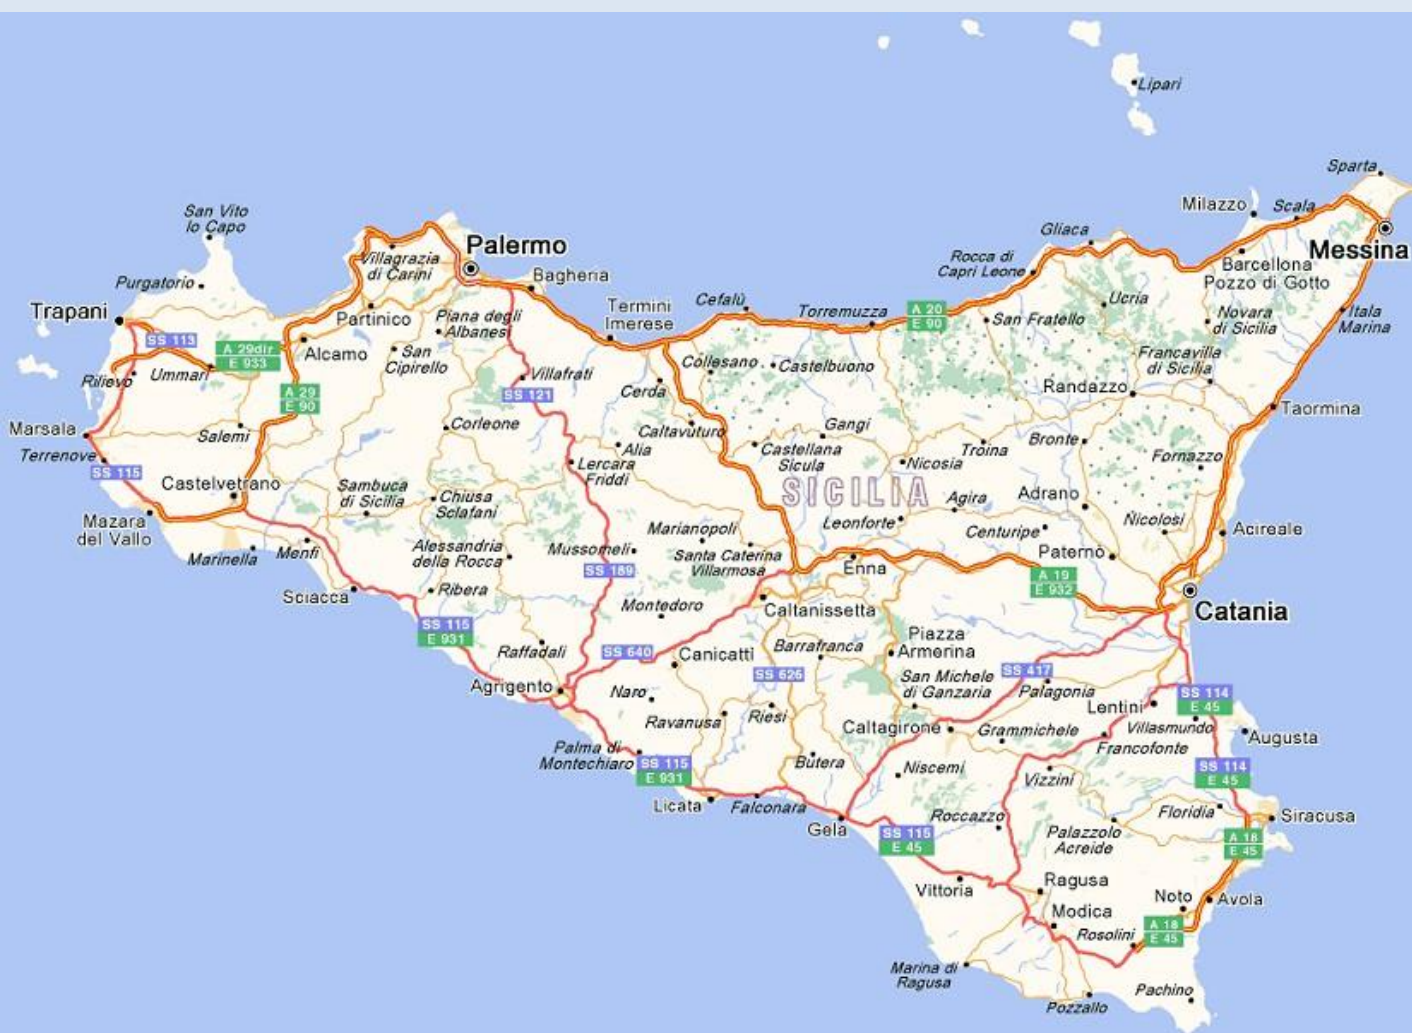 Lipari
Sparta
San Vito
lo Capo
Milazzo
Scala
Gliaca
Messina
Palermo
Villagrazia
di Carini
Rocca di
Capri Leone
Barcellona
Pozzo di Gotto
Purgatorio
Bagheria
Trapani
Termini
Imerese
Cefalù
Torremuzza
A 20
E 90
Ucria
Itala
Marina
Partinico
Piana degli
Albanesi
San Fratello
Novara
di Sicilia
SS 113
A 29dir
E 933
Alcamo
San
Cipirello
Collesano
Castelbuono
Francavilla
di Sicilia
Rilievo
Ummari
Villafrati
Cerda
Randazzo
A 29
E 90
SS 121
Taormina
Marsala
Salemi
Corleone
Caltavuturo
Gangi
Terrenove
Alia
Castellana
Sicula
Troina
Bronte
Fornazzo
SS 115
Lercara
Friddi
Nicosia
Castelvetrano
Sambuca
di Sicilia
Chiusa
Sclafani
SICILIA
Agira
Adrano
Mazara
del Vallo
Marianopoli
Leonforte
Centuripe
Nicolosi
Acireale
Marinella
Menfi
Alessandria
della Rocca
Mussomeli
Santa Caterina
Villarmosa
Enna
Paternò
SS 189
A 19
E 932
Sciacca
Ribera
Montedoro
Caltanissetta
Catania
SS 115
E 931
Raffadali
SS 640
Canicatti
Barrafranca
Piazza
Armerina
SS 626
San Michele
di Ganzaria
SS 417
Palagonia
Agrigento
Naro
Ravanusa
Riesi
Lentini
SS 114
E 45
Caltagirone
Grammichele
Villasmundo
Francofonte
Augusta
Palma di
Montechiaro
SS 115
E 931
Butera
Niscemi
Vizzini
SS 114
E 45
Licata
Falconara
Gela
Roccazzo
Floridia
Siracusa
SS 115
E 45
Palazzolo
Acreide
A 18
E 45
Vittoria
Ragusa
Noto
Avola
Modica
Rosolini
A 18
E 45
Marina di
Ragusa
Pozzallo
Pachino